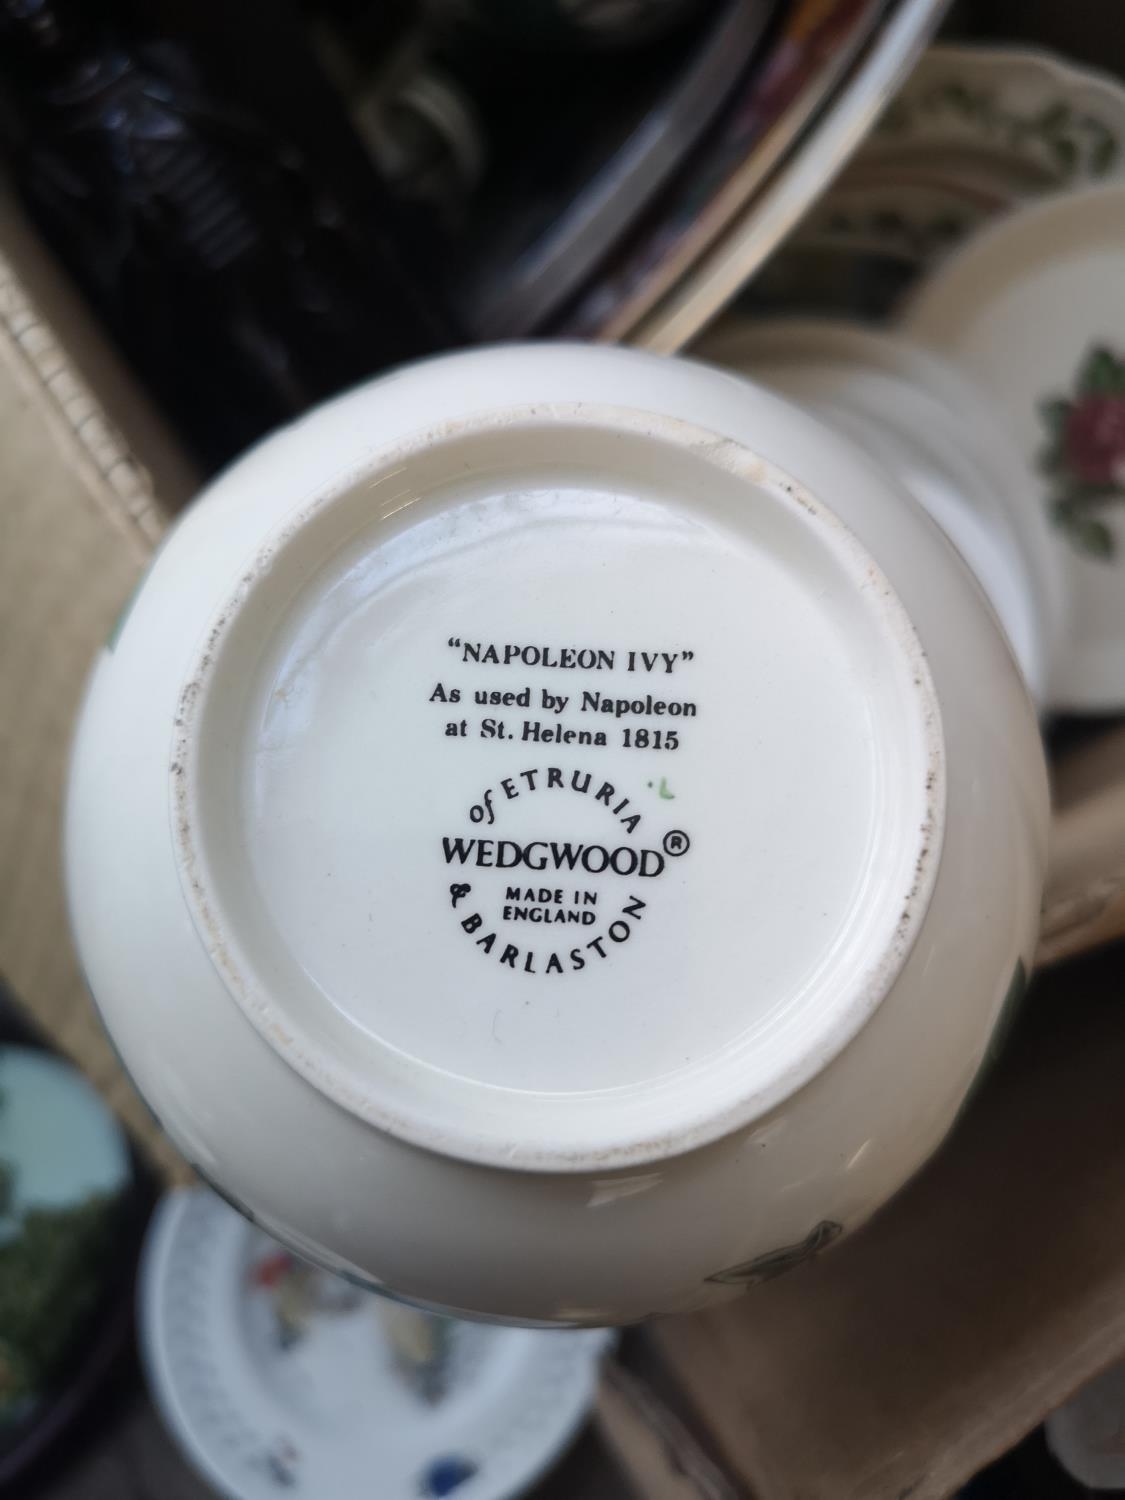 “NAPOLEON IVY”
As used by Napoleon
at St. Helena 1815
of ETRURIA
WEDGWOOD®
MADE IN
ENGLAND
& BARLASTON